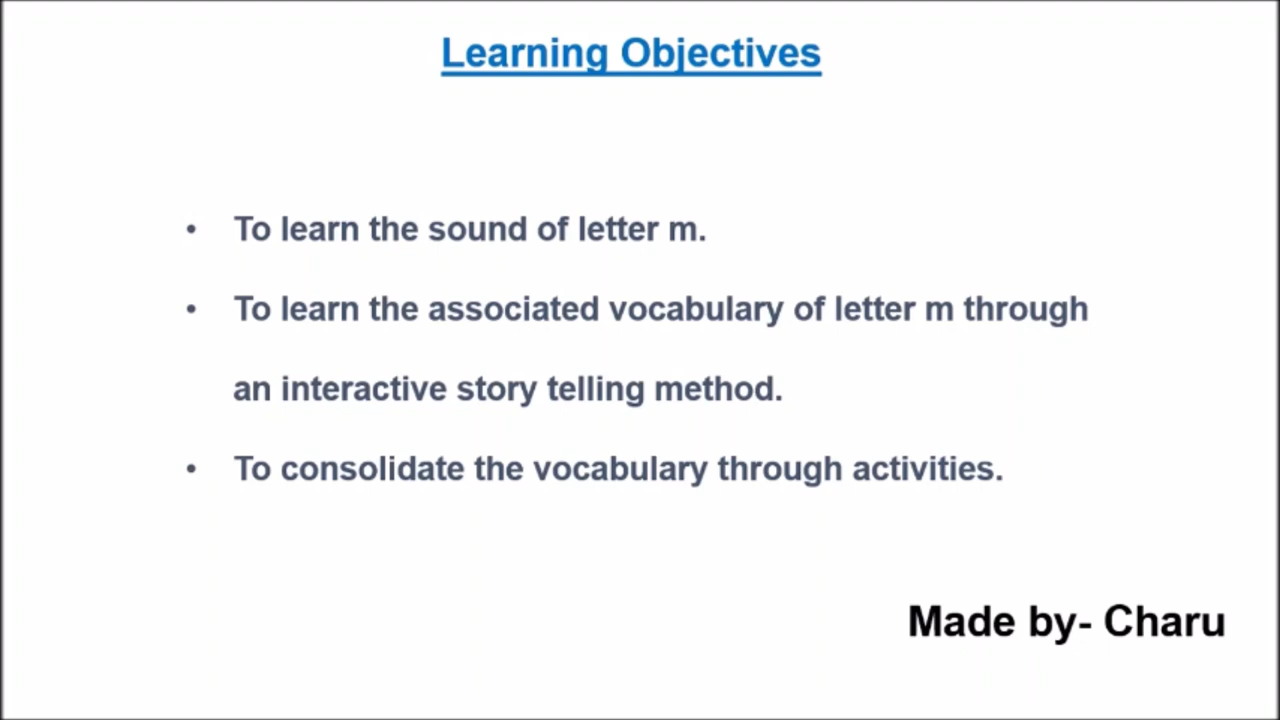 Learning Objectives
• To learn the sound of letter m.
• To learn the associated vocabulary of letter m through
an interactive story telling method.
• To consolidate the vocabulary through activities.
Made by- Charu